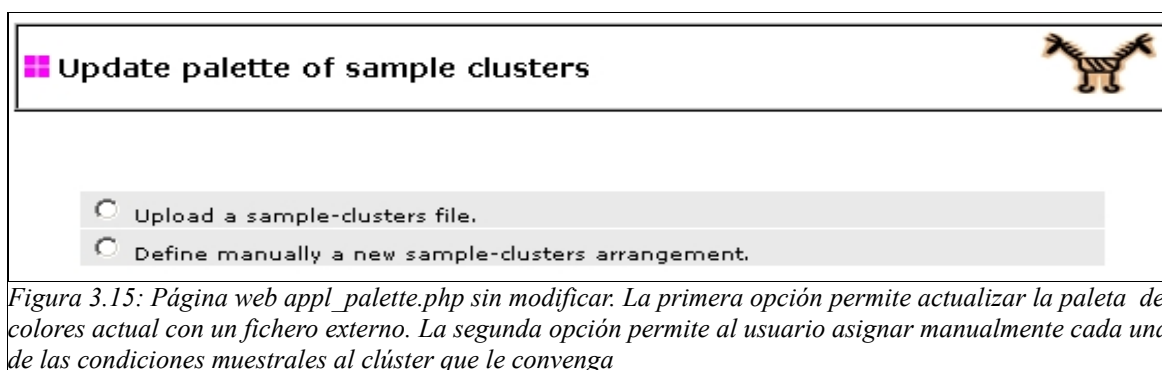 Update palette of sample clusters
Upload a sample-clusters file.
Define manually a new sample-clusters arrangement.
Figura 3.15: Página web appl_palette.php sin modificar. La primera opción permite actualizar la paleta de
colores actual con un fichero externo. La segunda opción permite al usuario asignar manualmente cada una
de las condiciones muestrales al clúster que le convenga